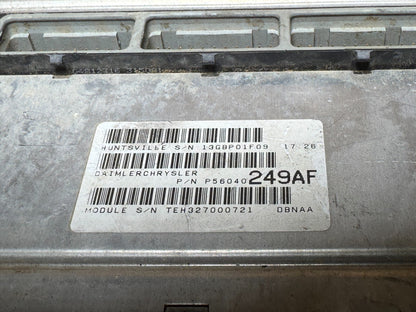 HUNTSVILLE S/N 13GBP01F09 17:26
DAIMLERCHRYSLER
P/N P56040249AF
MODULE S/N TEH327000721 DBNAA